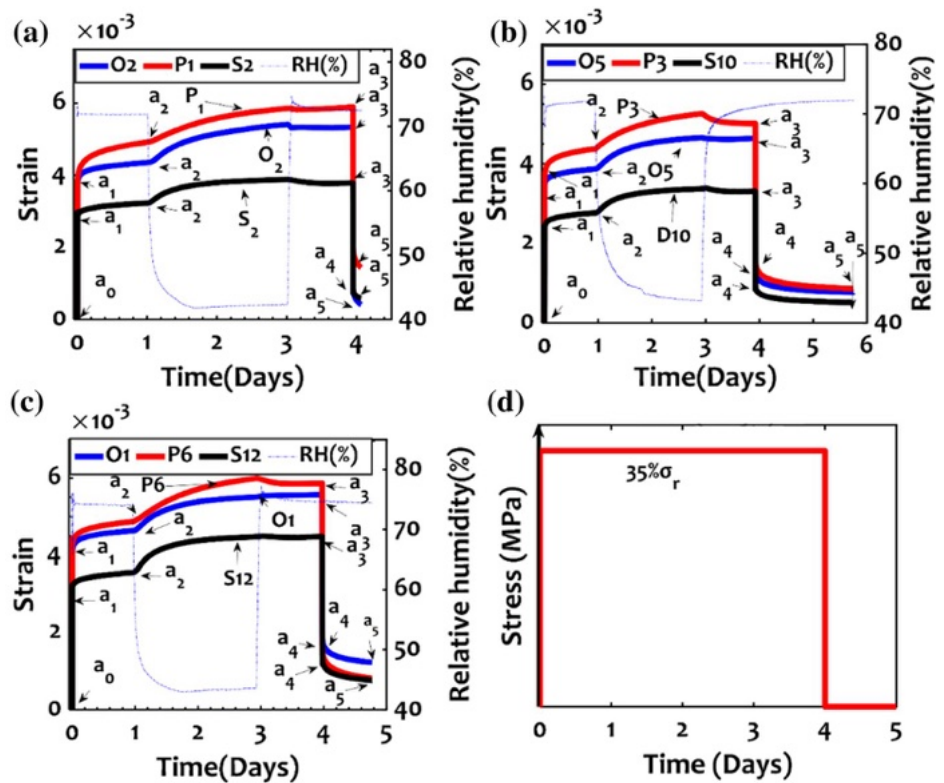 (a)
×10⁻³
O2 P1 S2 RH(%)
80
70
60
50
40
6
4
2
0
Strain
Relative humidity(%)
a₂
P₁
a₃
a₁
a₂
O₂
a₃
a₁
a₂
S₂
a₃
a₀
a₄
a₅
a₅
a₅
0 1 2 3 4 5
Time(Days)
(b)
×10⁻³
O5 P3 S10 RH(%)
80
70
60
50
40
6
4
2
0
Strain
Relative humidity(%)
a₂
P3
a₃
a₁
a₁
a₂
O5
a₃
a₁
a₂
D10
a₃
a₄
a₅
a₄
a₅
a₀
0 1 2 3 4 5 6
Time(Days)
(c)
×10⁻³
O1 P6 S12 RH(%)
80
70
60
50
40
6
4
2
0
Strain
Relative humidity(%)
a₂
P6
a₃
a₁
a₂
O1
a₃
a₁
a₂
S12
a₃
a₄
a₄
a₅
a₄
a₅
a₀
0 1 2 3 4 5
Time(Days)
(d)
35%σᵣ
Stress (MPa)
0 1 2 3 4 5
Time (Days)